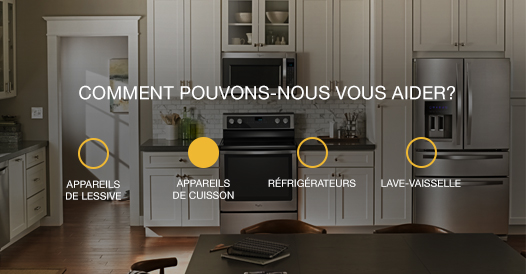 COMMENT POUVONS-NOUS VOUS AIDER?
APPAREILS
DE LESSIVE
APPAREILS
DE CUISSON
RÉFRIGÉRATEURS
LAVE-VAISSELLE